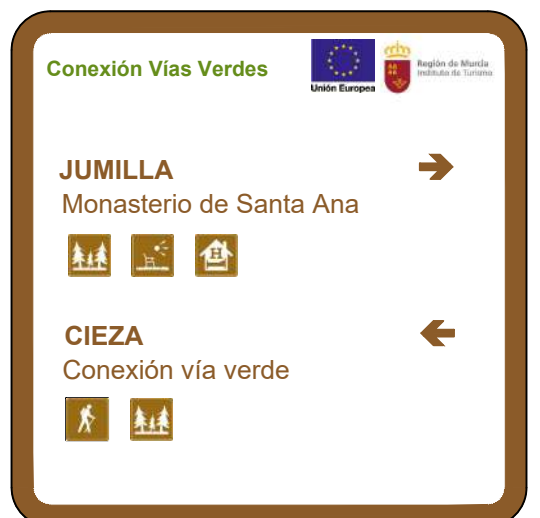 Conexión Vías Verdes
Unión Europea
Región de Murcia
Instituto de Turismo
JUMILLA
Monasterio de Santa Ana
H
CIEZA
Conexión vía verde